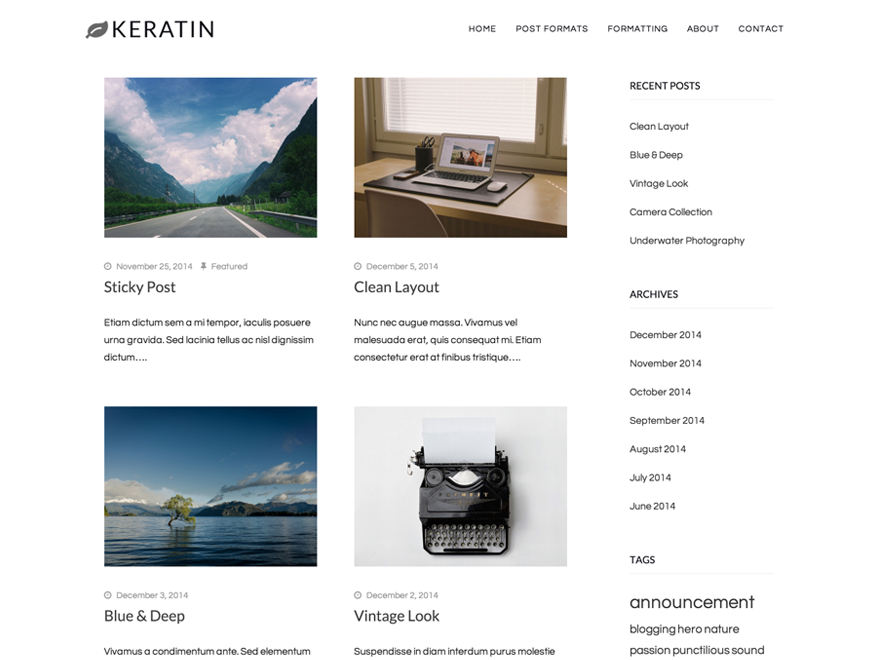 KERATIN
HOME POST FORMATS FORMATTING ABOUT CONTACT
November 25, 2014 Featured
Sticky Post
Etiam dictum sem a mi tempor, iaculis posuere
urna gravida. Sed lacinia tellus ac nisl dignissim
dictum….
December 5, 2014
Clean Layout
Nunc nec augue massa. Vivamus vel
malesuada erat, quis consequat mi. Etiam
consectetur erat at finibus tristique….
December 3, 2014
Blue & Deep
Vivamus a condimentum ante. Sed elementum
December 2, 2014
Vintage Look
Suspendisse in diam interdum purus molestie
RECENT POSTS
Clean Layout
Blue & Deep
Vintage Look
Camera Collection
Underwater Photography
ARCHIVES
December 2014
November 2014
October 2014
September 2014
August 2014
July 2014
June 2014
TAGS
announcement
blogging hero nature
passion punctilious sound